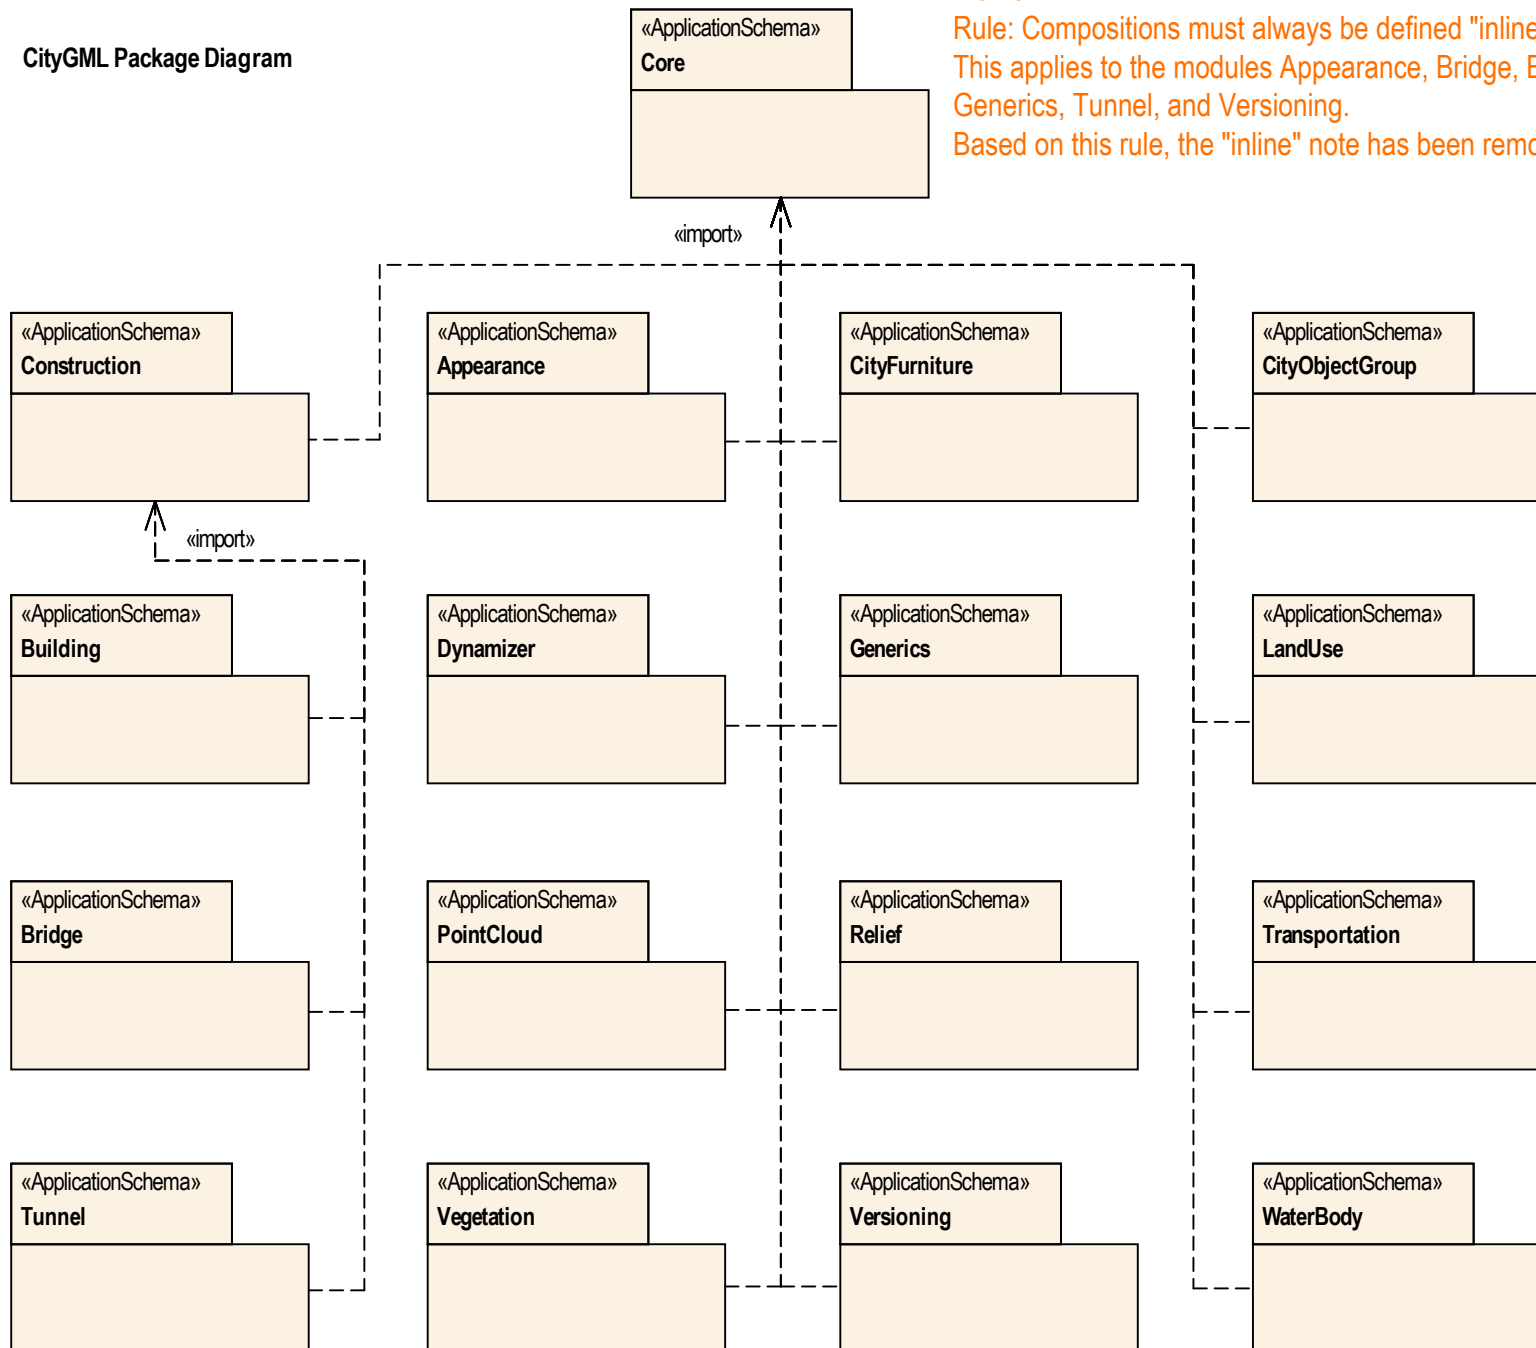 CityGML Package Diagram
«ApplicationSchema»
Core
Rule: Compositions must always be defined "inline
This applies to the modules Appearance, Bridge,
Generics, Tunnel, and Versioning.
Based on this rule, the "inline" note has been
«import»
«ApplicationSchema»
Construction
«ApplicationSchema»
Appearance
«ApplicationSchema»
CityFurniture
«ApplicationSchema»
CityObjectGroup
«import»
«ApplicationSchema»
Building
«ApplicationSchema»
Dynamizer
«ApplicationSchema»
Generics
«ApplicationSchema»
LandUse
«ApplicationSchema»
Bridge
«ApplicationSchema»
PointCloud
«ApplicationSchema»
Relief
«ApplicationSchema»
Transportation
«ApplicationSchema»
Tunnel
«ApplicationSchema»
Vegetation
«ApplicationSchema»
Versioning
«ApplicationSchema»
WaterBody